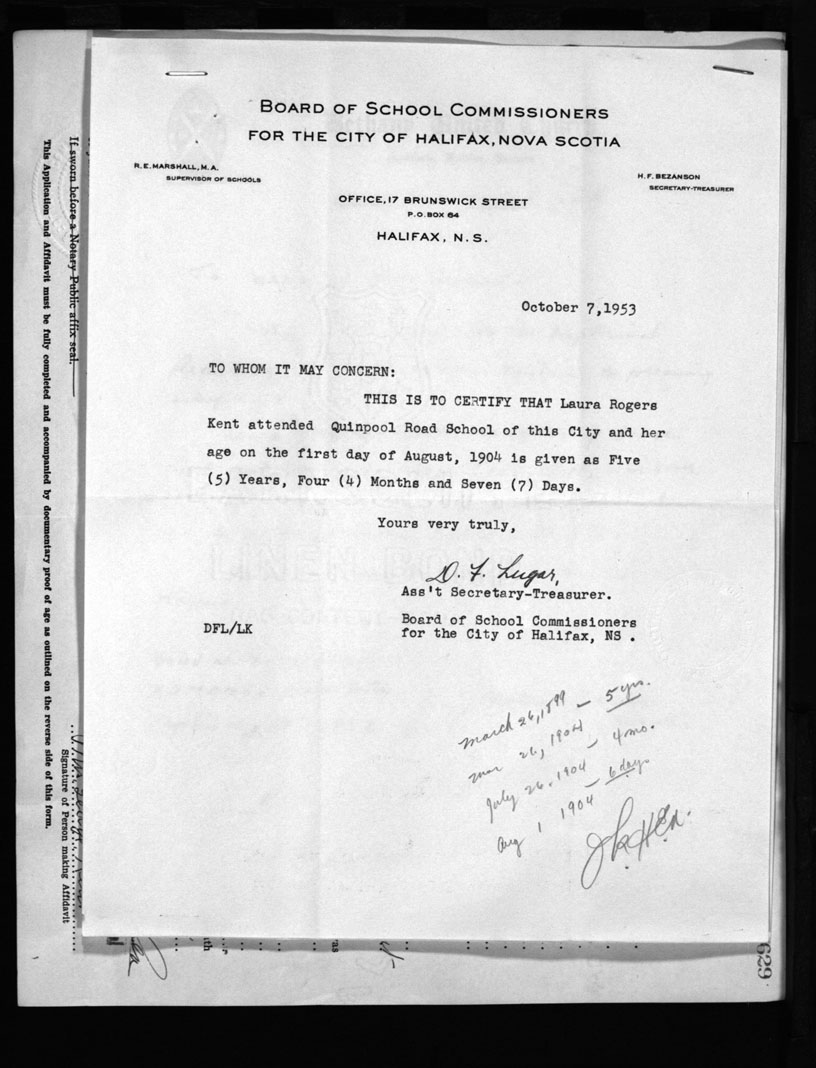 BOARD OF SCHOOL COMMISSIONERS
FOR THE CITY OF HALIFAX, NOVA SCOTIA
R. E. MARSHALL, M. A.
SUPERVISOR OF SCHOOLS
H. F. BEZANSON
SECRETARY-TREASURER
OFFICE, 17 BRUNSWICK STREET
P. O. BOX 64
HALIFAX, N. S.
October 7,1953
TO WHOM IT MAY CONCERN:
THIS IS TO CERTIFY THAT Laura Rogers
Kent attended Quinpool Road School of this City and her
age on the first day of August, 1904 is given as Five
(5) Years, Four (4) Months and Seven (7) Days.
Yours very truly,
D. F. Lugar,
Ass't Secretary-Treasurer.
Board of School Commissioners
for the City of Halifax, NS .
DFL/LK
March 26, 1899 – 5 yrs.
Mar 26, 1904
July 26, 1904 – 4 mo.
Aug 1 1904 – 6 days
If sworn before a Notary Public affix seal.
This Application and Affidavit must be fully completed and accompanied by documentary proof of age as outlined on the reverse side of this form.
Signature of Person making Affidavit
629